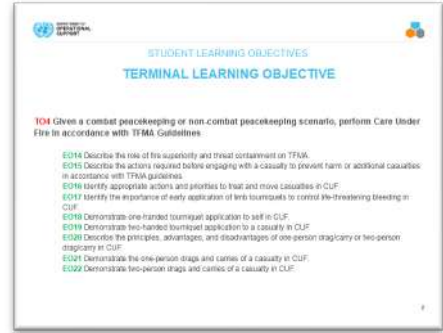 DEPARTMENT OF
OPERATIONAL
SUPPORT
STUDENT LEARNING OBJECTIVES
TERMINAL LEARNING OBJECTIVE
TO4 Given a combat peacekeeping or non-combat peacekeeping scenario, perform Care Under
Fire in accordance with TFMA Guidelines
EO14 Describe the role of fire superiority and threat containment on TFMA.
EO15 Describe the actions required before engaging with a casualty to prevent harm or additional casualties
in accordance with TFMA guidelines.
EO16 Identify appropriate actions and priorities to treat and move casualties in CUF.
EO17 Identify the importance of early application of limb tourniquets to control life-threatening bleeding in
CUF.
EO18 Demonstrate one-handed tourniquet application to self in CUF.
EO19 Demonstrate two-handed tourniquet application to a casualty in CUF.
EO20 Describe the principles, advantages, and disadvantages of one-person drag/carry or two-person
drag/carry in CUF.
EO21 Demonstrate the one-person drags and carries of a casualty in CUF.
EO22 Demonstrate two-person drags and carries of a casualty in CUF.